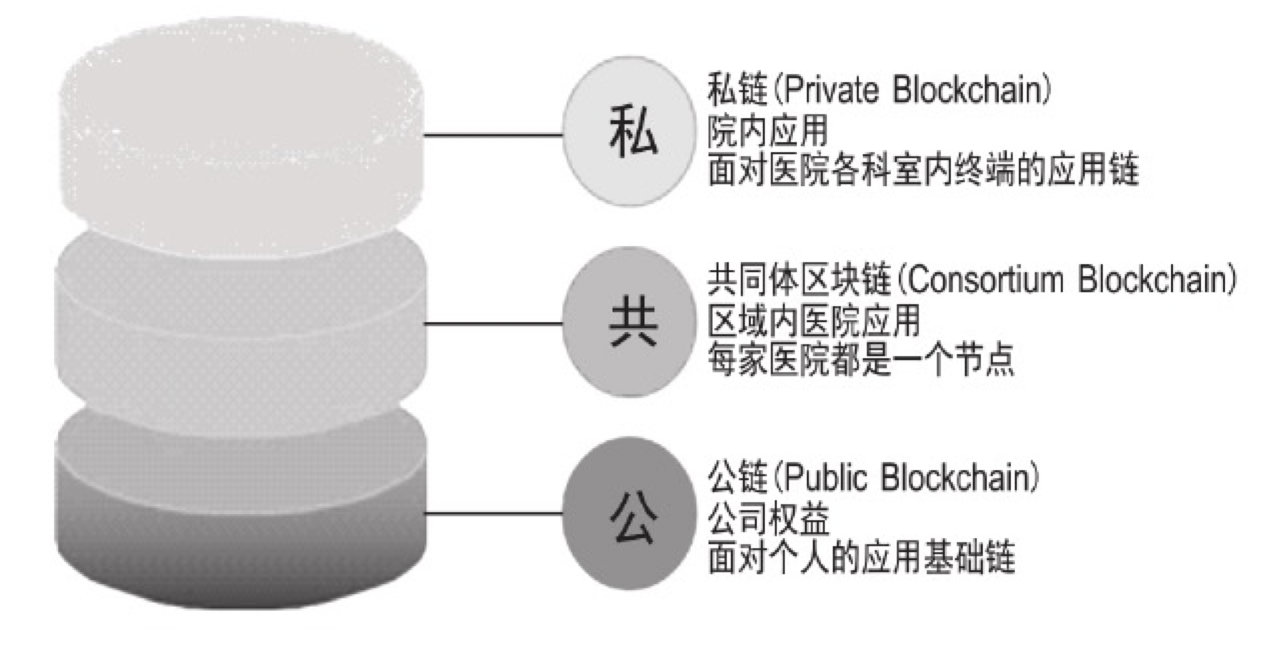 私
私链(Private Blockchain)
院内应用
面对医院各科室内终端的应用链
共
共同体区块链(Consortium Blockchain)
区域内医院应用
每家医院都是一个节点
公
公链(Public Blockchain)
公司权益
面对个人的应用基础链